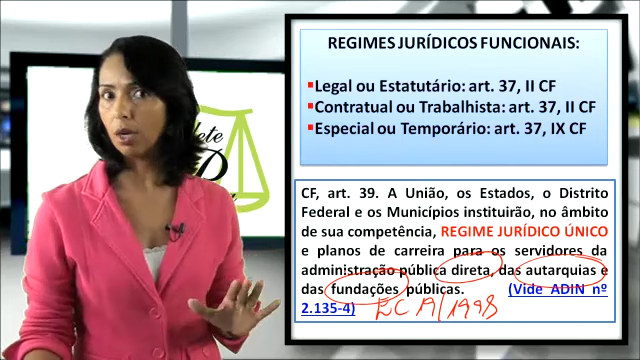 REGIMES JURÍDICOS FUNCIONAIS:
Legal ou Estatutário: art. 37, II CF
Contratual ou Trabalhista: art. 37, II CF
Especial ou Temporário: art. 37, IX CF
CF, art. 39. A União, os Estados, o Distrito
Federal e os Municípios instituirão, no âmbito
de sua competência, REGIME JURÍDICO ÚNICO
e planos de carreira para os servidores da
administração pública direta, das autarquias e
das fundações públicas. (Vide ADIN nº
2.135-4)